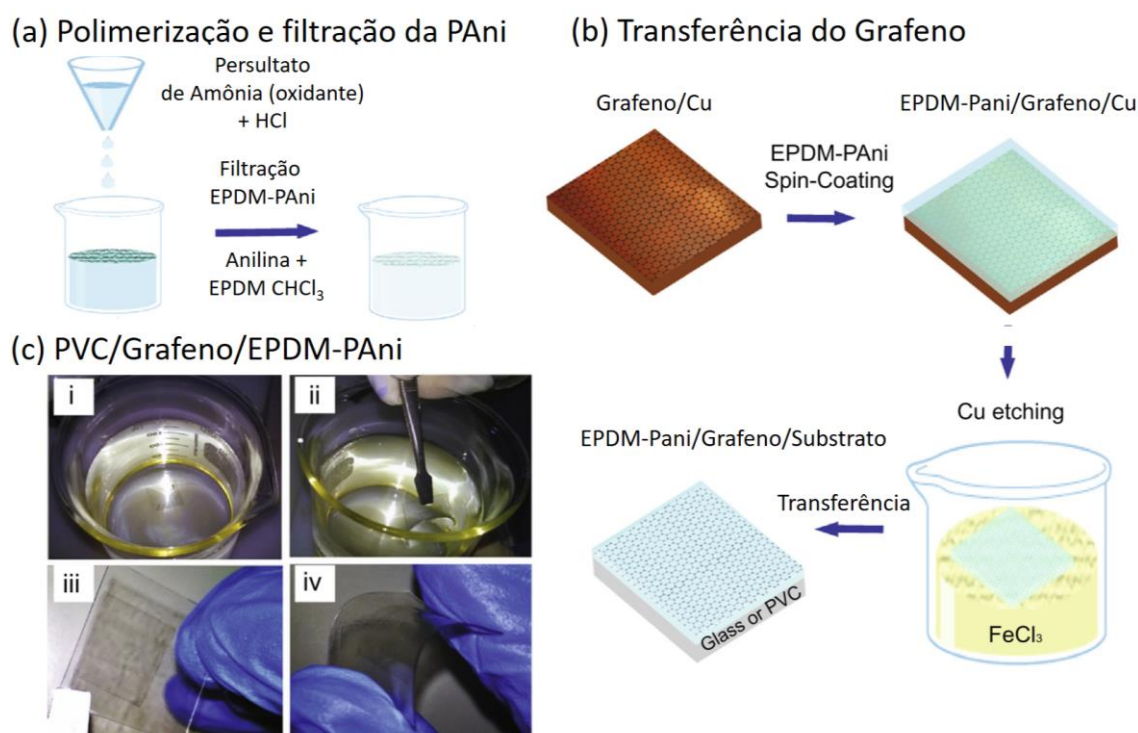 (a) Polimerização e filtração da PAni
Persultato
de Amônia (oxidante)
+ HCl
Filtração
EPDM-PAni
Anilina +
EPDM CHCl₃
(b) Transferência do Grafeno
Grafeno/Cu
EPDM-PAni
Spin-Coating
EPDM-Pani/Grafeno/Cu
Cu etching
FeCl₃
Transferência
EPDM-Pani/Grafeno/Substrato
Glass or PVC
(c) PVC/Grafeno/EPDM-PAni
i
ii
iii
iv